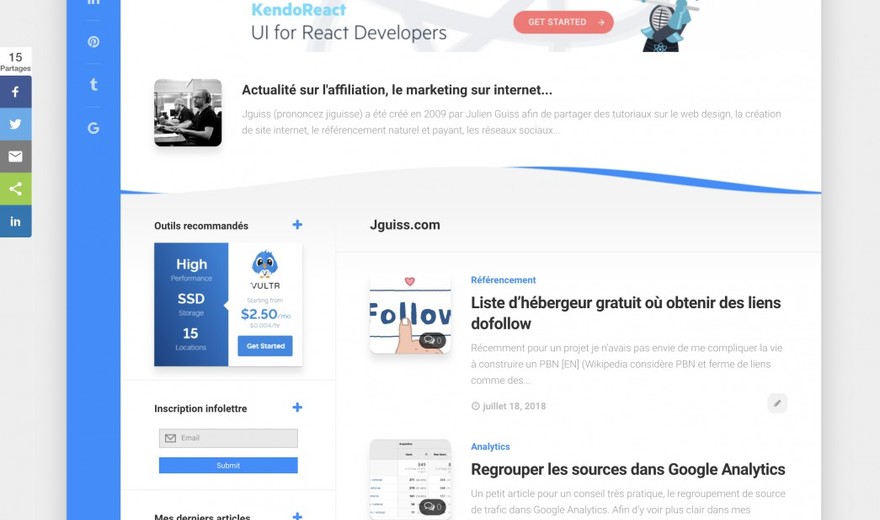 KendoReact
UI for React Developers
GET STARTED
15
Partages
Actualité sur l'affiliation, le marketing sur internet...
Jguiss (prononcez jiguisse) a été créé en 2009 par Julien Guiss afin de partager des tutoriaux sur le web design, la création
de site internet, le référencement naturel et payant, les réseaux sociaux...
Outils recommandés
High
Performance
SSD
Storage
15
Locations
VULTR
Starting from
$2.50/mo
$0.004/hr
Get Started
Inscription infolettre
Email
Submit
Mes derniers articles
Jguiss.com
Follow
0
Référencement
Liste d’hébergeur gratuit où obtenir des liens
dofollow
Récemment pour un projet je n'avais pas envie de me compliquer la vie
à construire un PBN [EN] (Wikipedia considère PBN et ferme de liens
comme des...
juillet 18, 2018
0
Analytics
Regrouper les sources dans Google Analytics
Un petit article pour un conseil très pratique, le regroupement de source
de trafic dans Google Analytics. Afin d'y voir plus clair dans mes